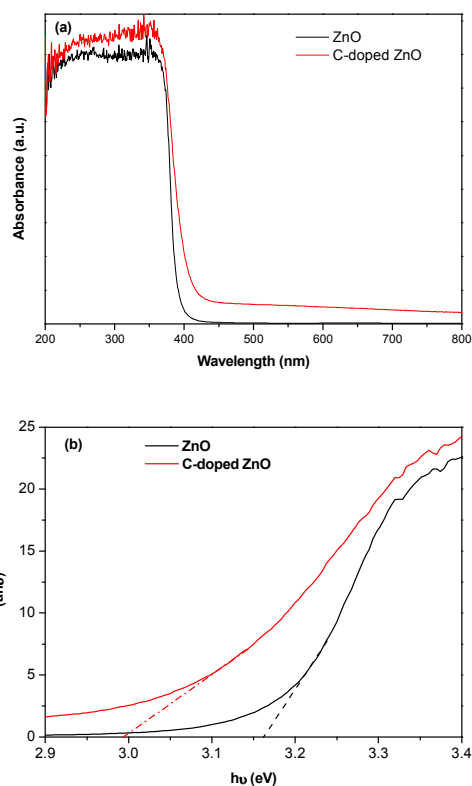 (a)
ZnO
C-doped ZnO
Absorbance (a.u.)
200 300 400 500 600 700 800
Wavelength (nm)
(b)
ZnO
C-doped ZnO
25
20
15
10
5
0
2.9 3.0 3.1 3.2 3.3 3.4
hυ (eV)